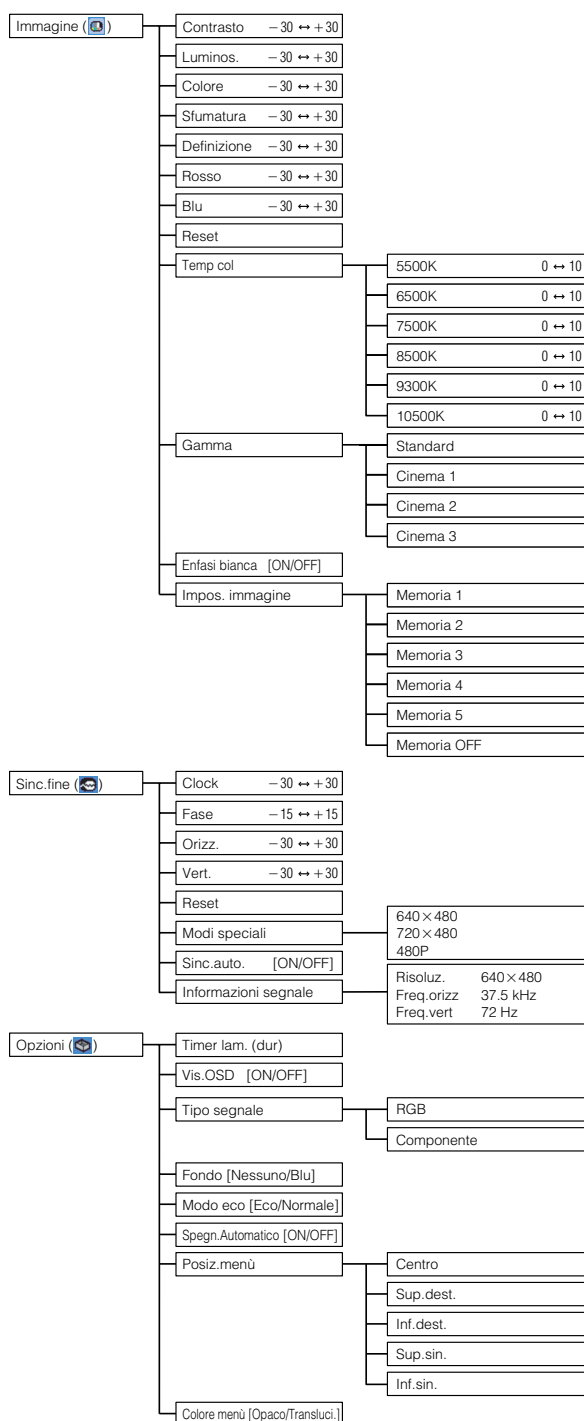 Immagine ( )
Contrasto −30 ↔ +30
Luminos. −30 ↔ +30
Colore −30 ↔ +30
Sfumatura −30 ↔ +30
Definizione −30 ↔ +30
Rosso −30 ↔ +30
Blu −30 ↔ +30
Reset
Temp col
5500K 0 ↔ 10
6500K 0 ↔ 10
7500K 0 ↔ 10
8500K 0 ↔ 10
9300K 0 ↔ 10
10500K 0 ↔ 10
Gamma
Standard
Cinema 1
Cinema 2
Cinema 3
Enfasi bianca [ON/OFF]
Impos. immagine
Memoria 1
Memoria 2
Memoria 3
Memoria 4
Memoria 5
Memoria OFF
Sinc.fine ( )
Clock −30 ↔ +30
Fase −15 ↔ +15
Orizz. −30 ↔ +30
Vert. −30 ↔ +30
Reset
Modi speciali
640×480
720×480
480P
Sinc.auto. [ON/OFF]
Informazioni segnale
Risoluz. 640×480
Freq.orizz 37.5 kHz
Freq.vert 72 Hz
Opzioni ( )
Timer lam. (dur)
Vis.OSD [ON/OFF]
Tipo segnale
RGB
Componente
Fondo [Nessuno/Blu]
Modo eco [Eco/Normale]
Spegn.Automatico [ON/OFF]
Posiz.menù
Centro
Sup.dest.
Inf.dest.
Sup.sin.
Inf.sin.
Colore menù [Opaco/Transluci.]